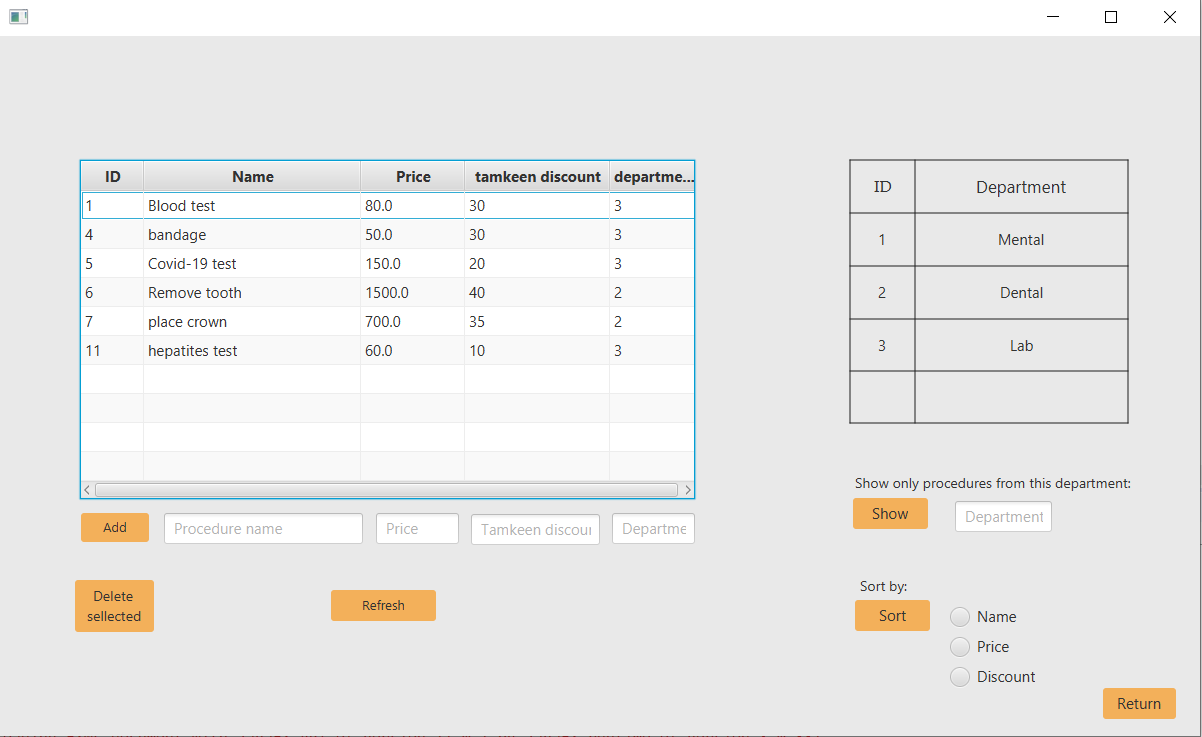 ID Name Price tamkeen discount departme...
1 Blood test 80.0 30 3
4 bandage 50.0 30 3
5 Covid-19 test 150.0 20 3
6 Remove tooth 1500.0 40 2
7 place crown 700.0 35 2
11 hepatites test 60.0 10 3
Add Procedure name Price Tamkeen discour Departme
Delete
sellected
Refresh
ID Department
1 Mental
2 Dental
3 Lab
Show only procedures from this department:
Show Department
Sort by:
Sort
Name
Price
Discount
Return